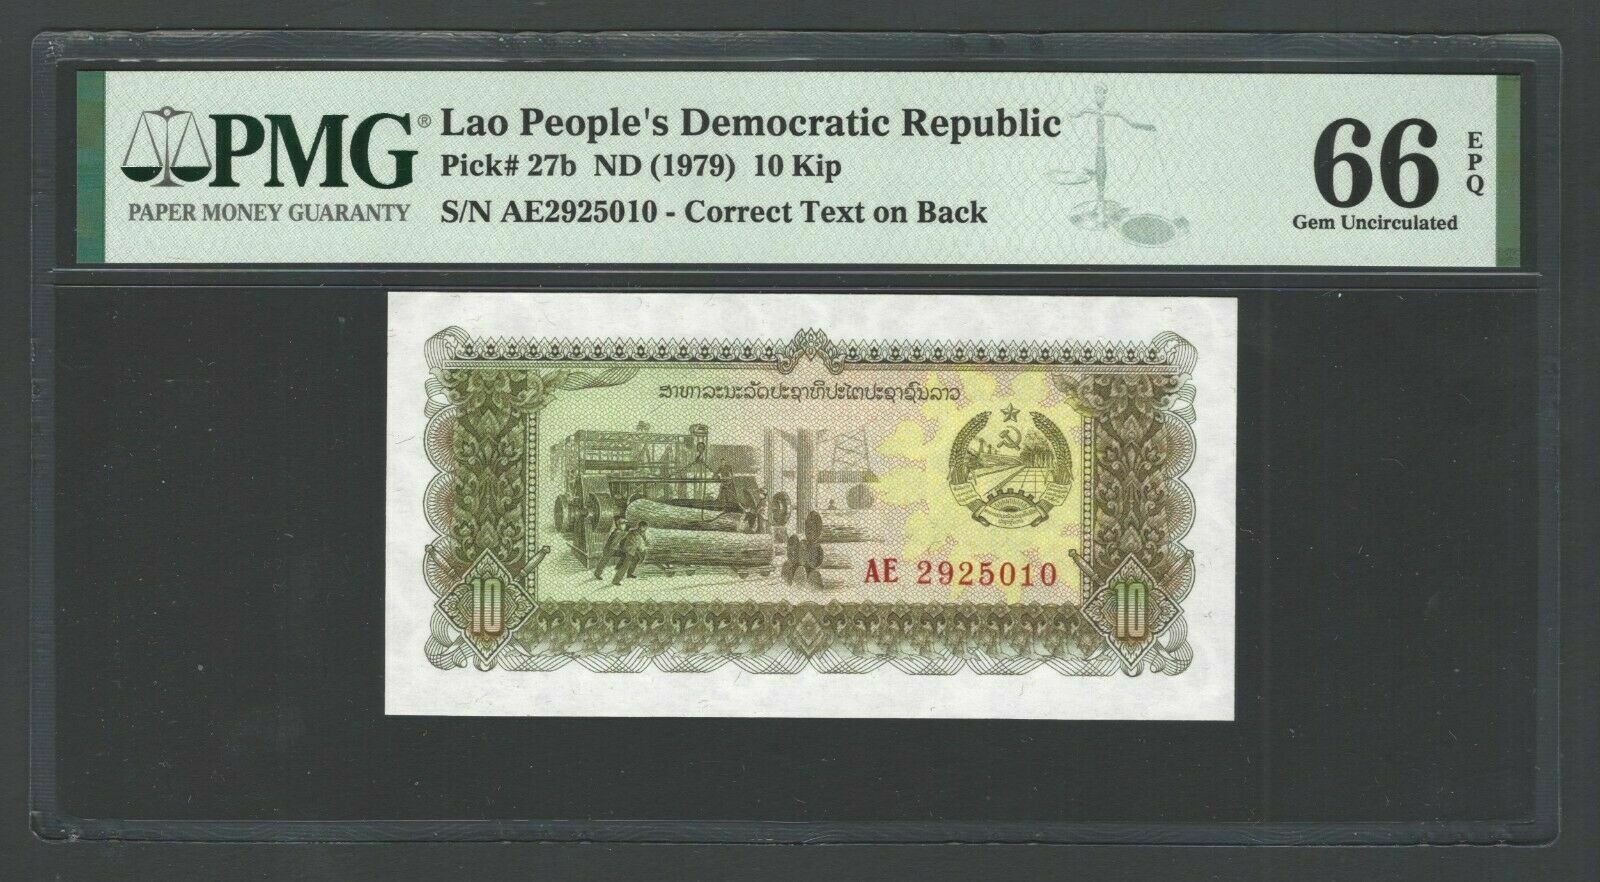 PMG®
PAPER MONEY GUARANTY
Lao People's Democratic Republic
Pick# 27b ND (1979) 10 Kip
S/N AE2925010 - Correct Text on Back
66 EPQ
Gem Uncirculated
ສາທາລະນະລັດປະຊາທິປະໄຕປະຊາຊົນລາວ
AE 2925010
10
10